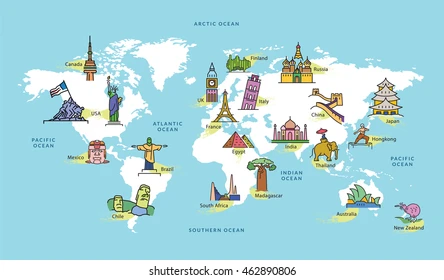 ARCTIC OCEAN
Canada
Finland
Russia
UK
Italy
China
Japan
USA
ATLANTIC
OCEAN
France
PACIFIC
OCEAN
Egypt
India
Thailand
Hongkong
Mexico
Brazil
INDIAN
OCEAN
PACIFIC
OCEAN
Chile
South Africa
Madagascar
Australia
New Zealand
SOUTHERN OCEAN
shutterstock.com · 462890806